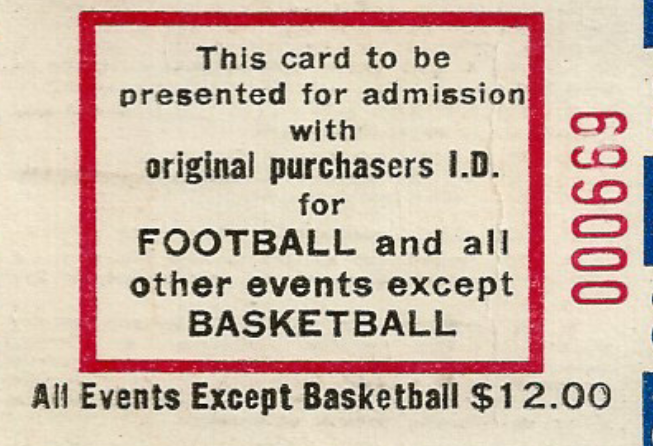 This card to be
presented for admission
with
original purchasers I.D.
for
FOOTBALL and all
other events except
BASKETBALL
All Events Except Basketball $12.00
000669